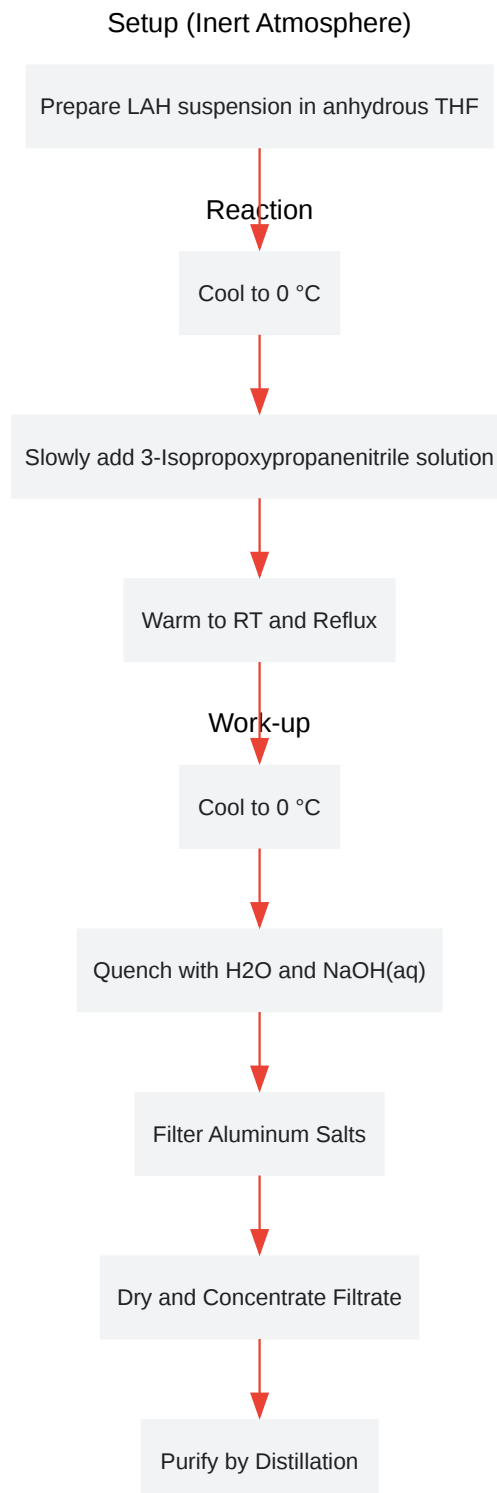 Setup (Inert Atmosphere)
Prepare LAH suspension in anhydrous THF
Reaction
Cool to 0 °C
Slowly add 3-Isopropoxypropanenitrile solution
Warm to RT and Reflux
Work-up
Cool to 0 °C
Quench with H2O and NaOH(aq)
Filter Aluminum Salts
Dry and Concentrate Filtrate
Purify by Distillation